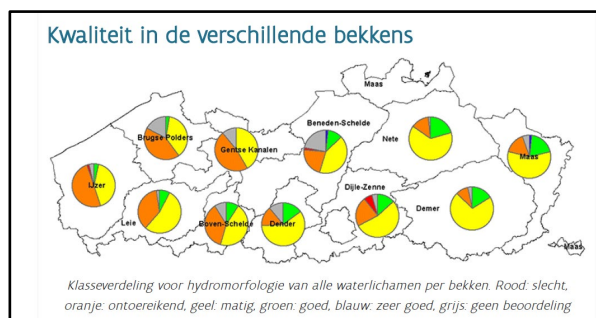 Kwaliteit in de verschillende bekkens
Maas
Beneden-Schelde
Brugse Polders
Nete
Gentse Kanalen
Maas
IJzer
Dijle-Zenne
Leie
Boven-Schelde
Dender
Demer
Maas
Klasseverdeling voor hydromorfologie van alle waterlichamen per bekken. Rood: slecht,
oranje: ontoereikend, geel: matig, groen: goed, blauw: zeer goed, grijs: geen beoordeling